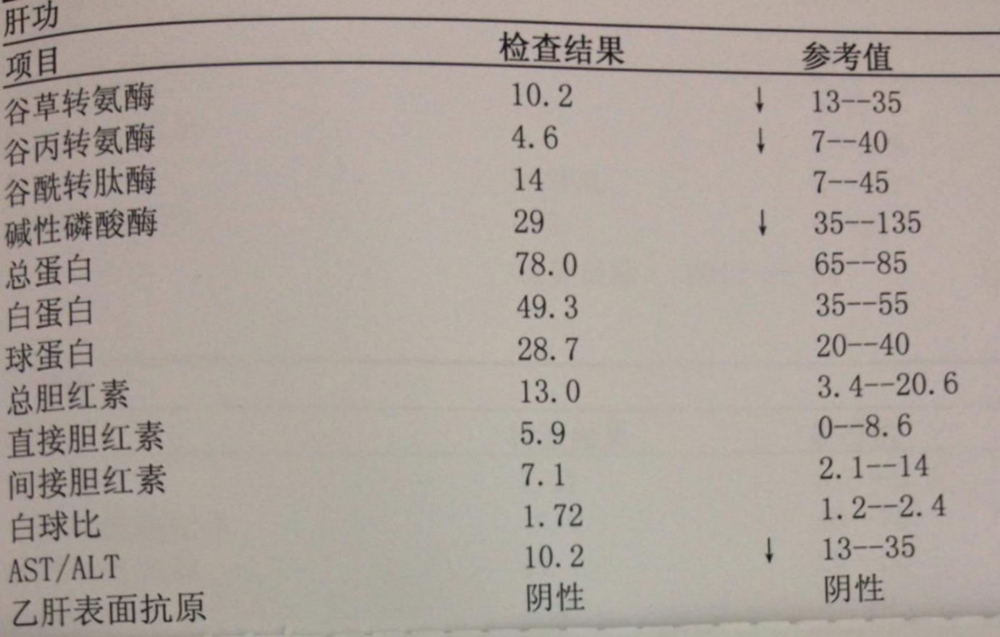 肝功
项目 检查结果 参考值
谷草转氨酶 10.2 ↓ 13--35
谷丙转氨酶 4.6 ↓ 7--40
谷酰转肽酶 14 7--45
碱性磷酸酶 29 ↓ 35--135
总蛋白 78.0 65--85
白蛋白 49.3 35--55
球蛋白 28.7 20--40
总胆红素 13.0 3.4--20.6
直接胆红素 5.9 0--8.6
间接胆红素 7.1 2.1--14
白球比 1.72 1.2--2.4
AST/ALT 10.2 ↓ 13--35
乙肝表面抗原 阴性 阴性